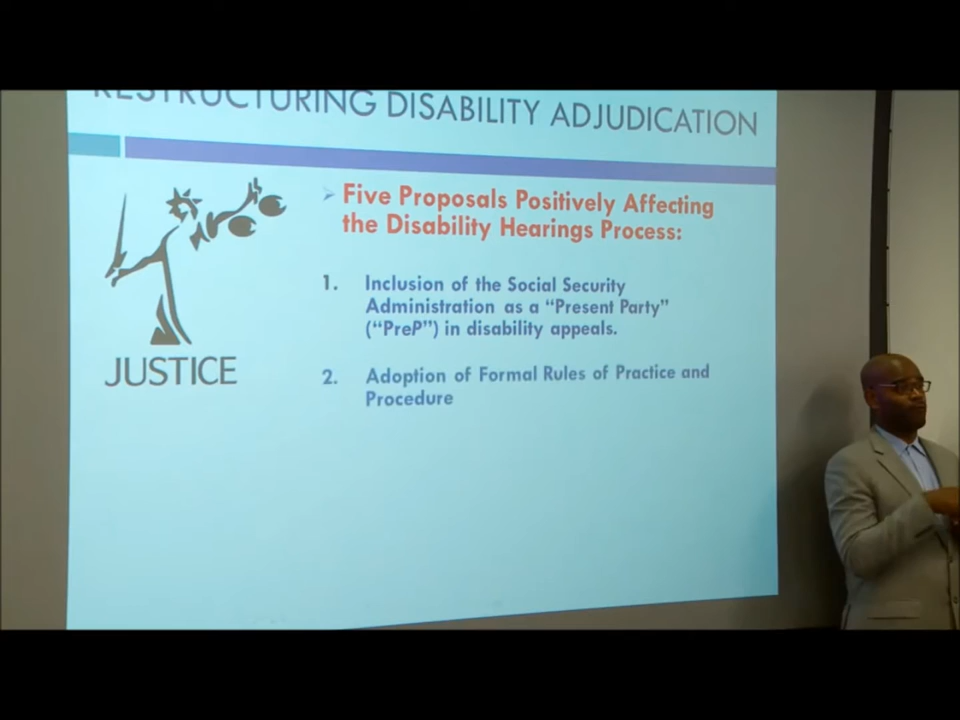 RESTRUCTURING DISABILITY ADJUDICATION
Five Proposals Positively Affecting
the Disability Hearings Process:
1. Inclusion of the Social Security
Administration as a “Present Party”
(“PreP”) in disability appeals.
2. Adoption of Formal Rules of Practice and
Procedure
JUSTICE